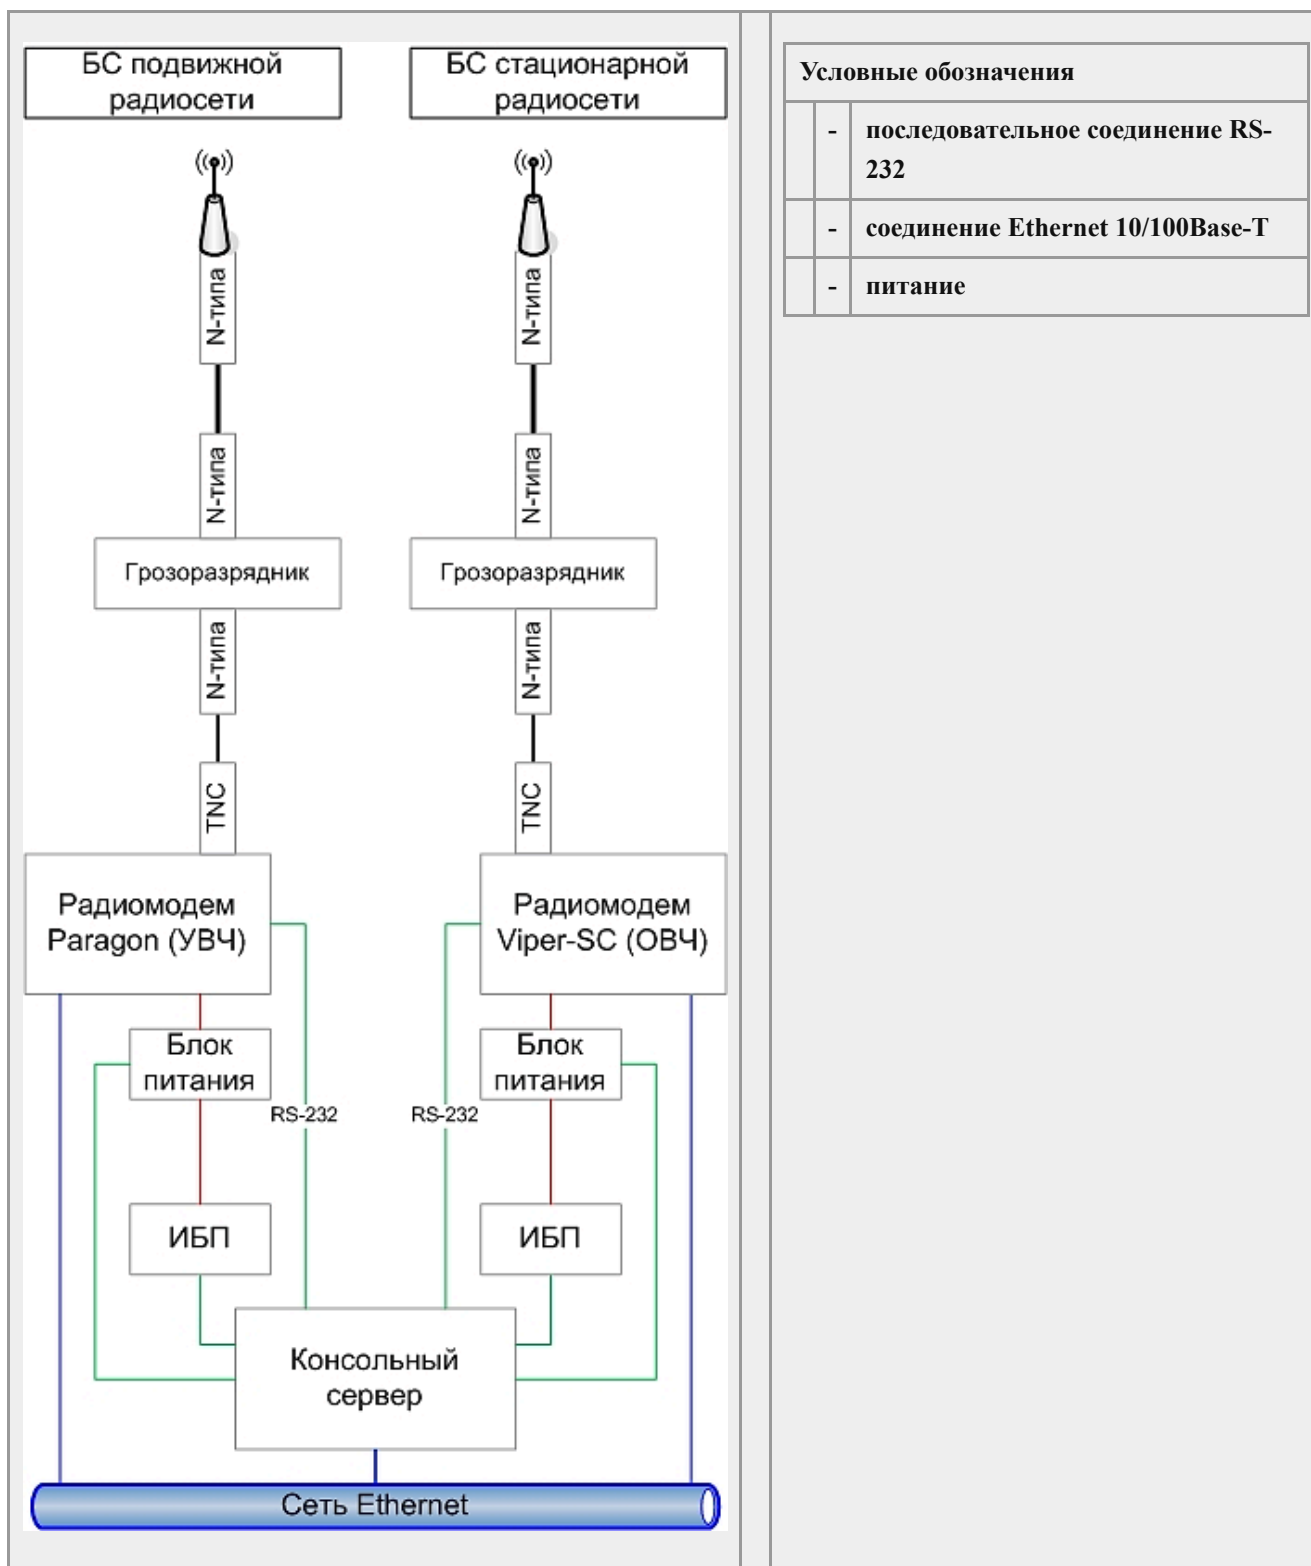 БС подвижной
радиосети
БС стационарной
радиосети
N-типа
N-типа
N-типа
N-типа
Грозоразрядник
Грозоразрядник
N-типа
N-типа
TNC
TNC
Радиомодем
Paragon (УВЧ)
Радиомодем
Viper-SC (ОВЧ)
Блок
питания
Блок
питания
RS-232
RS-232
ИБП
ИБП
Консольный
сервер
Сеть Ethernet
Условные обозначения
- последовательное соединение RS-
232
- соединение Ethernet 10/100Base-T
- питание